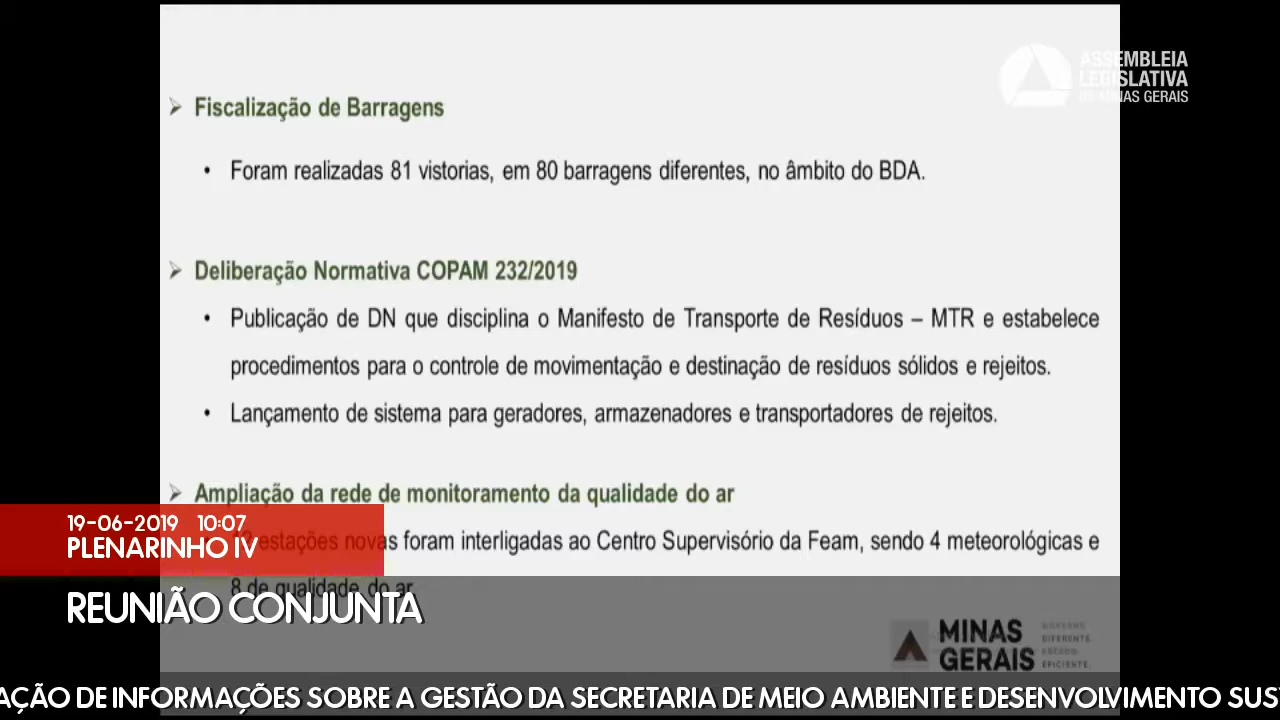 ASSEMBLEIA
LEGISLATIVA
DE MINAS GERAIS
Fiscalização de Barragens
• Foram realizadas 81 vistorias, em 80 barragens diferentes, no âmbito do BDA.
Deliberação Normativa COPAM 232/2019
• Publicação de DN que disciplina o Manifesto de Transporte de Resíduos – MTR e estabelece
procedimentos para o controle de movimentação e destinação de resíduos sólidos e rejeitos.
• Lançamento de sistema para geradores, armazenadores e transportadores de rejeitos.
Ampliação da rede de monitoramento da qualidade do ar
12 estações novas foram interligadas ao Centro Supervisório da Feam, sendo 4 meteorológicas e
8 de qualidade do ar.
19-06-2019 10:07
PLENARINHO IV
REUNIÃO CONJUNTA
MINAS
GERAIS
GOVERNO
DIFERENTE.
ESTADO
EFICIENTE.
AÇÃO DE INFORMAÇÕES SOBRE A GESTÃO DA SECRETARIA DE MEIO AMBIENTE E DESENVOLVIMENTO SUS